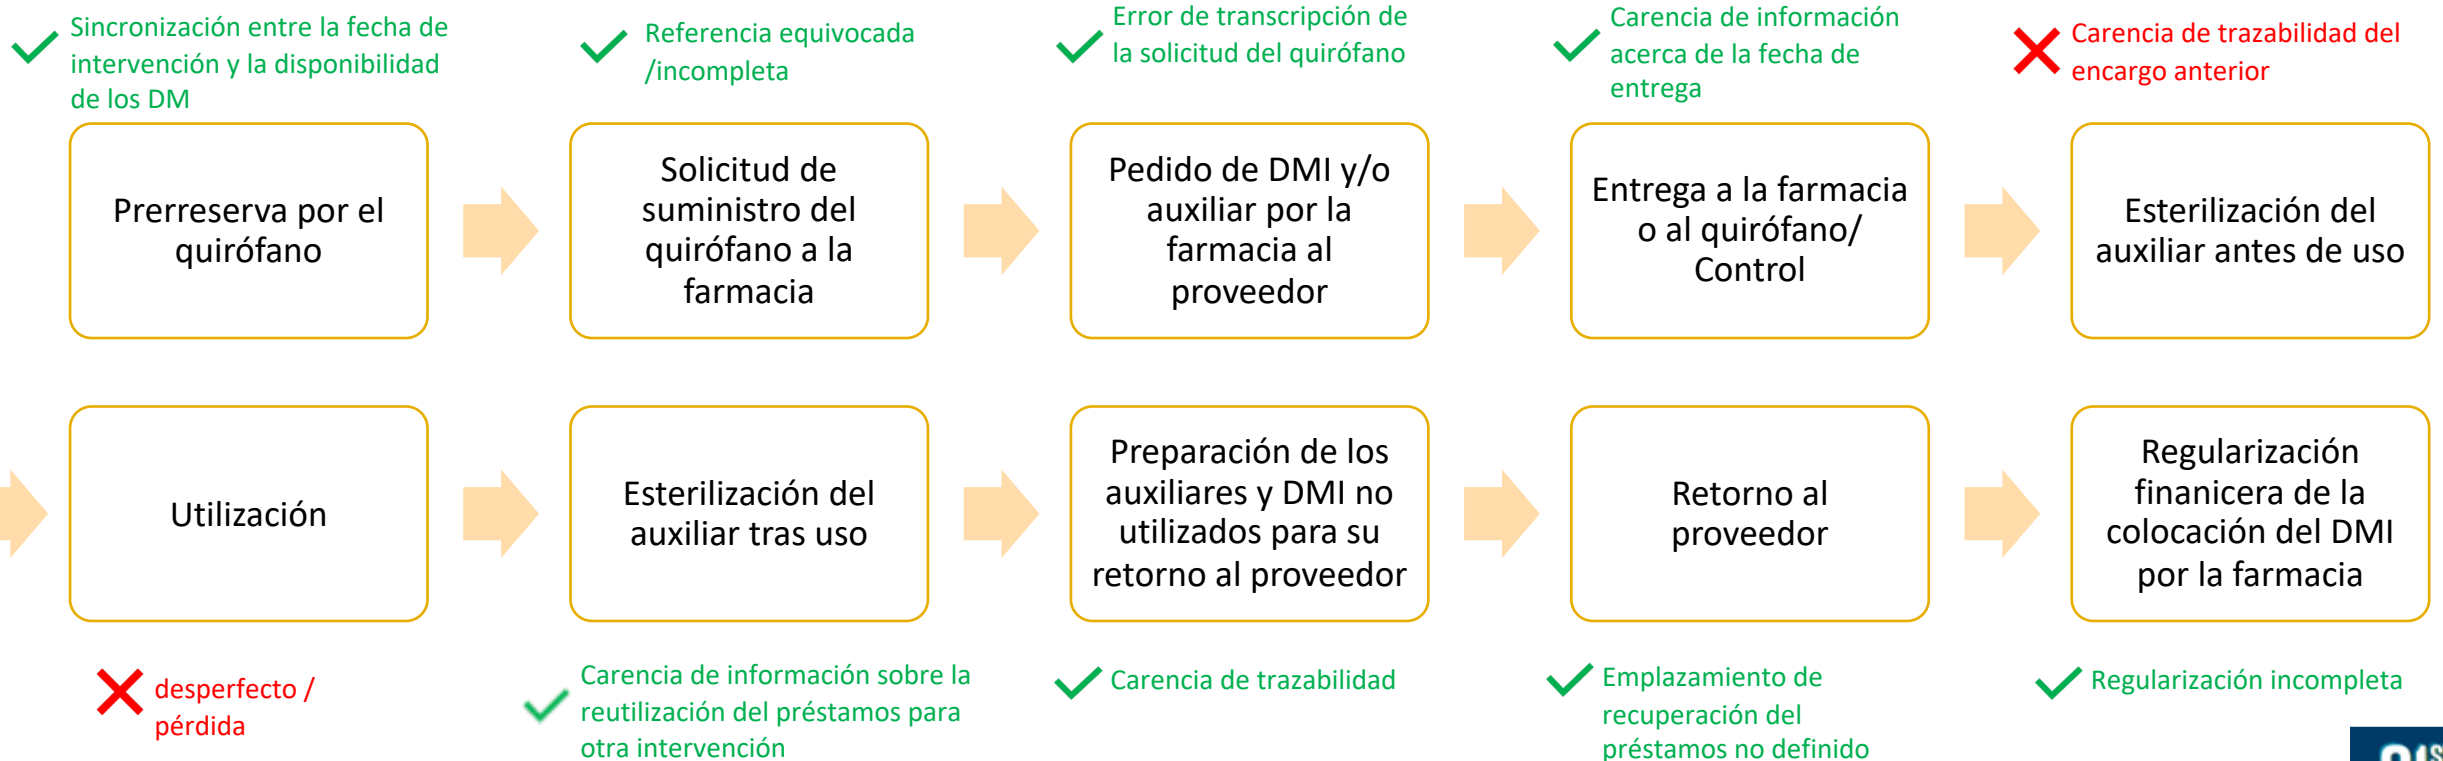 Sincronización entre la fecha de
intervención y la disponibilidad
de los DM
Referencia equivocada
/incompleta
Error de transcripción de
la solicitud del quirófano
Carencia de información
acerca de la fecha de
entrega
Carencia de trazabilidad del
encargo anterior
Prerreserva por el
quirófano
Solicitud de
suministro del
quirófano a la
farmacia
Pedido de DMI y/o
auxiliar por la
farmacia al
proveedor
Entrega a la farmacia
o al quirófano/
Control
Esterilización del
auxiliar antes de uso
Utilización
Esterilización del
auxiliar tras uso
Preparación de los
auxiliares y DMI no
utilizados para su
retorno al proveedor
Retorno al
proveedor
Regularización
finanicera de la
colocación del DMI
por la farmacia
desperfecto /
pérdida
Carencia de información sobre la
reutilización del préstamos para
otra intervención
Carencia de trazabilidad
Emplazamiento de
recuperación del
préstamos no definido
Regularización incompleta